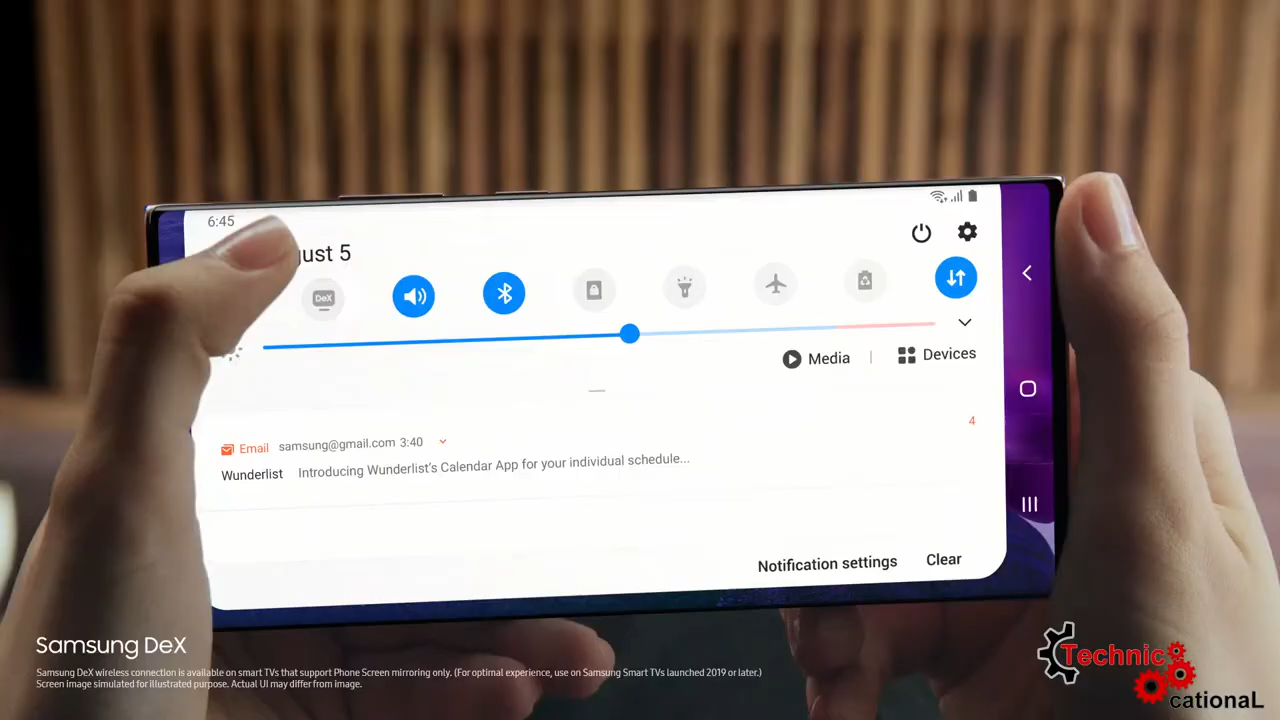 6:45
ust 5
DeX
Media | Devices
4
Email samsung@gmail.com 3:40
Wunderlist Introducing Wunderlist's Calendar App for your individual schedule...
Notification settings Clear
Samsung DeX
Samsung DeX wireless connection is available on smart TVs that support Phone Screen mirroring only. (For optimal experience, use on Samsung Smart TVs launched 2019 or later.)
Screen image simulated for illustrated purpose. Actual UI may differ from image.
Technic
cationaL